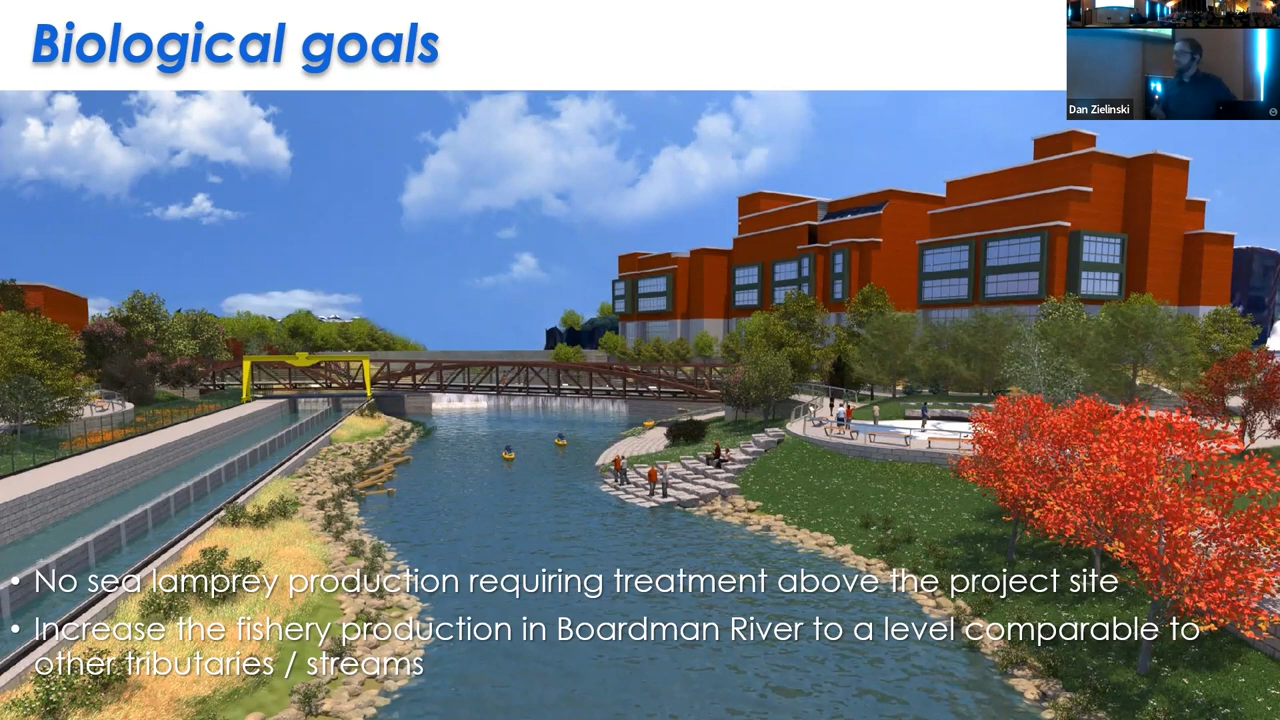 Biological goals
Dan Zielinski
• No sea lamprey production requiring treatment above the project site
• Increase the fishery production in Boardman River to a level comparable to
other tributaries / streams